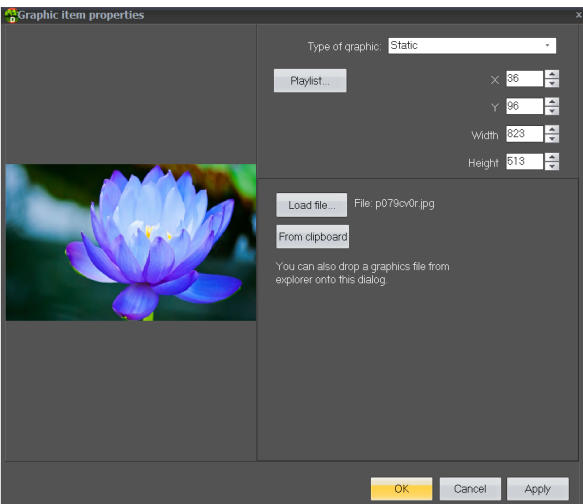 Graphic item properties
x
Type of graphic: Static
Playlist...
X 36
Y 96
Width 823
Height 513
Load file... File: p079cv0r.jpg
From clipboard
You can also drop a graphics file from
explorer onto this dialog.
OK Cancel Apply